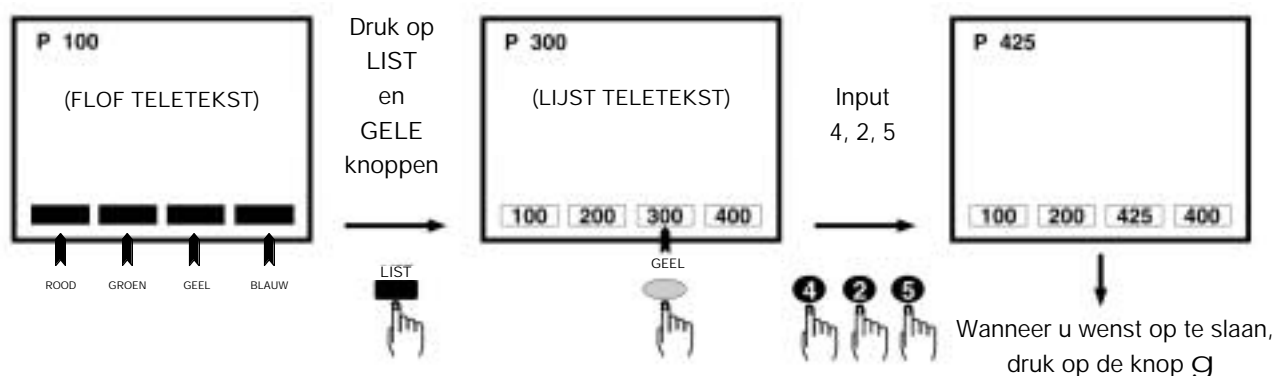 P 100
(FLOF TELETEKST)
ROOD GROEN GEEL BLAUW
Druk op
LIST
en
GELE
knoppen
LIST
P 300
(LIJST TELETEKST)
100 200 300 400
GEEL
Input
4, 2, 5
4 2 5
P 425
100 200 425 400
Wanneer u wenst op te slaan,
druk op de knop g